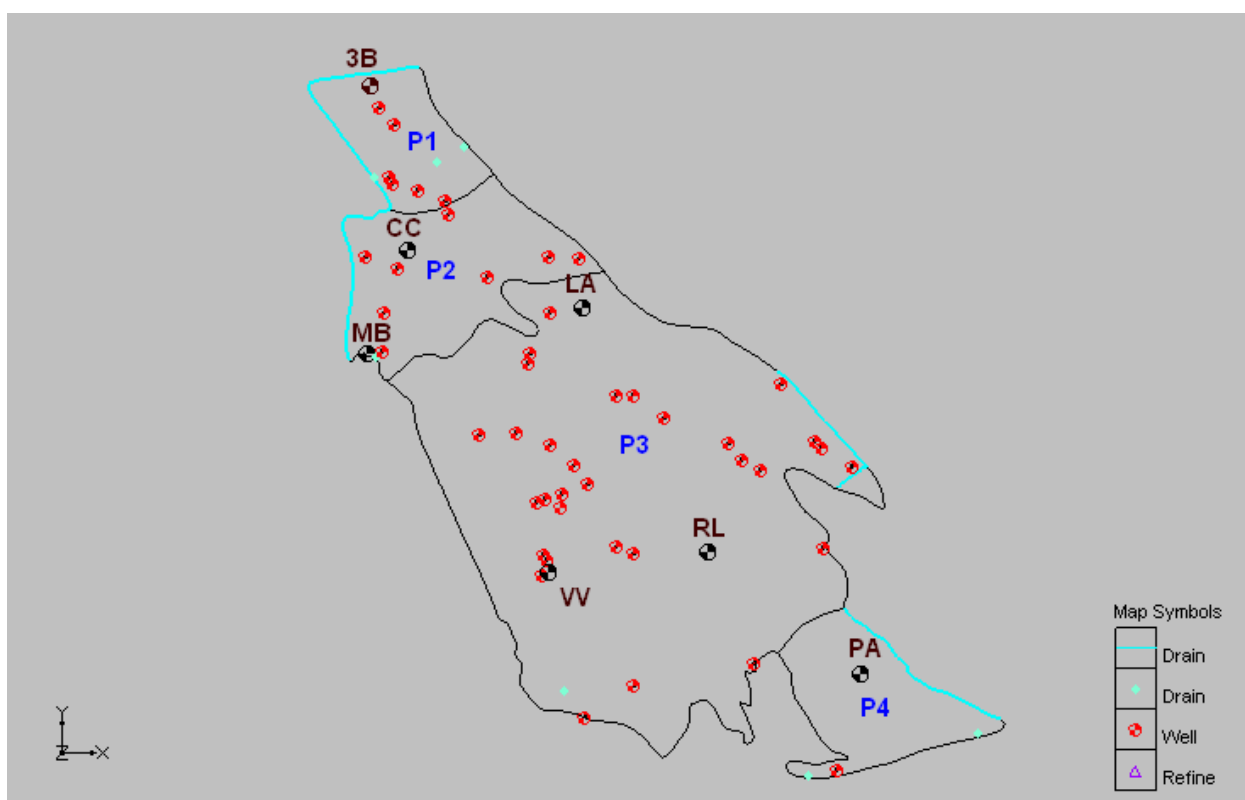 3B
P1
CC
P2
LA
MB
P3
RL
VV
PA
P4
Map Symbols
Drain
Drain
Well
Refine
Y
Z X